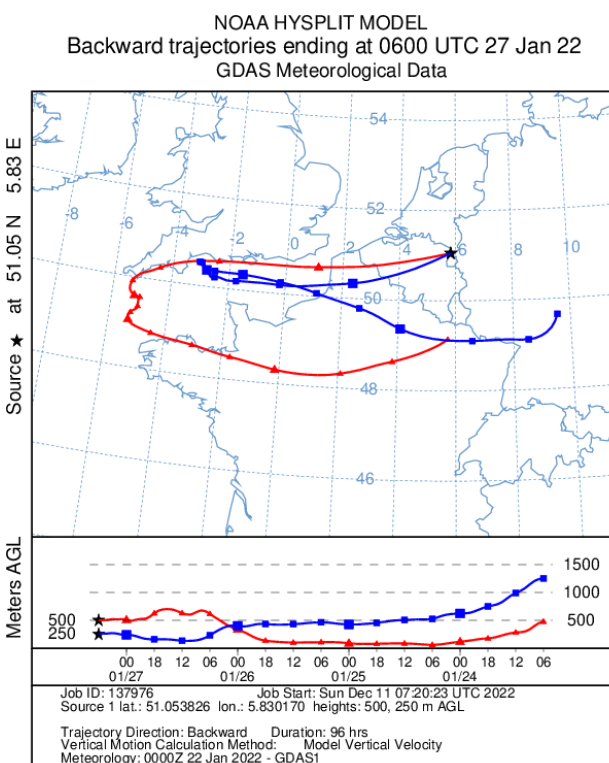 NOAA HYSPLIT MODEL
Backward trajectories ending at 0600 UTC 27 Jan 22
GDAS Meteorological Data
Source ★ at 51.05 N 5.83 E
54
52
-8
-6
-4
-2
0
2
4
6
8
10
50
48
46
Meters AGL
1500
1000
500
500
250
00 18 12 06 00 18 12 06 00 18 12 06 00 18 12 06
01/27 01/26 01/25 01/24
Job ID: 137976 Job Start: Sun Dec 11 07:20:23 UTC 2022
Source 1 lat.: 51.053826 lon.: 5.830170 heights: 500, 250 m AGL
Trajectory Direction: Backward Duration: 96 hrs
Vertical Motion Calculation Method: Model Vertical Velocity
Meteorology: 0000Z 22 Jan 2022 - GDAS1